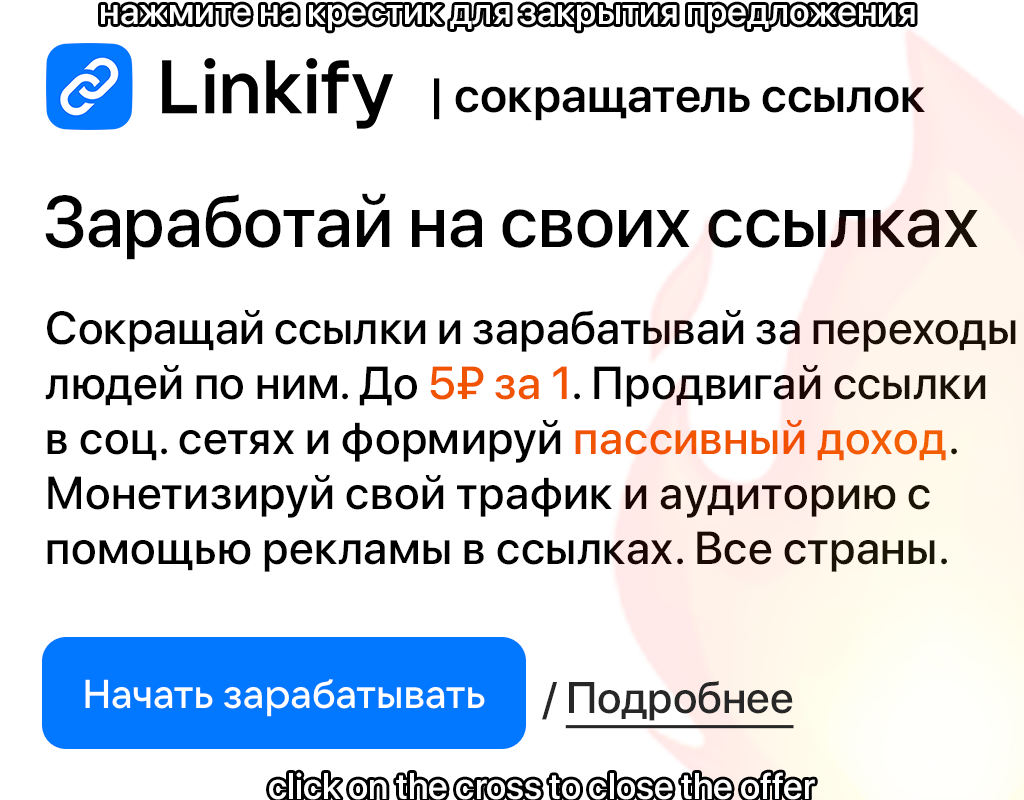 нажмите на крестик для закрытия предложения
Linkify | сокращатель ссылок
Заработай на своих ссылках
Сокращай ссылки и зарабатывай за переходы
людей по ним. До 5₽ за 1. Продвигай ссылки
в соц. сетях и формируй пассивный доход.
Монетизируй свой трафик и аудиторию с
помощью рекламы в ссылках. Все страны.
Начать зарабатывать / Подробнее
click on the cross to close the offer